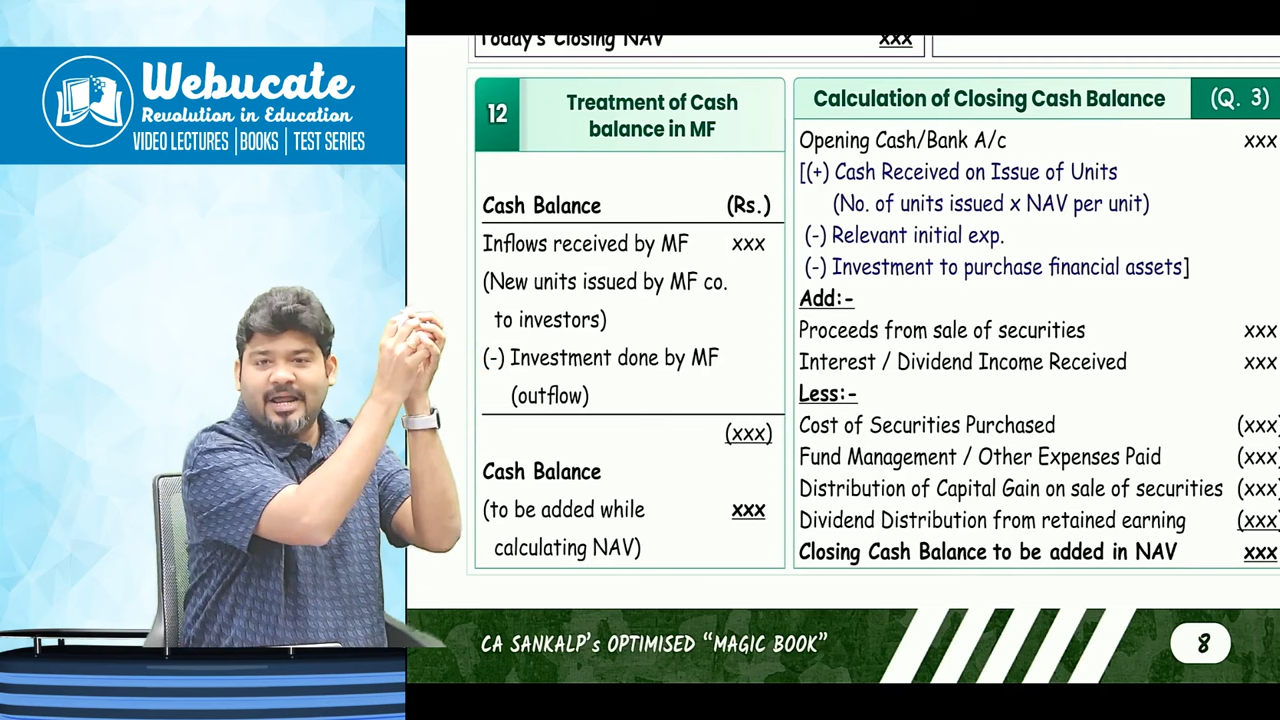 Webucate
Revolution in Education
VIDEO LECTURES | BOOKS | TEST SERIES
Today's Closing NAV xxx
12
Treatment of Cash
balance in MF
Cash Balance (Rs.)
Inflows received by MF xxx
(New units issued by MF co.
to investors)
(-) Investment done by MF
(outflow)
(xxx)
Cash Balance
(to be added while xxx
calculating NAV)
Calculation of Closing Cash Balance (Q. 3)
Opening Cash/Bank A/c xxx
[(+) Cash Received on Issue of Units
(No. of units issued x NAV per unit)
(-) Relevant initial exp.
(-) Investment to purchase financial assets]
Add:-
Proceeds from sale of securities xxx
Interest / Dividend Income Received xxx
Less:-
Cost of Securities Purchased (xxx)
Fund Management / Other Expenses Paid (xxx)
Distribution of Capital Gain on sale of securities (xxx)
Dividend Distribution from retained earning (xxx)
Closing Cash Balance to be added in NAV xxx
CA SANKALP's OPTIMISED "MAGIC BOOK"
8